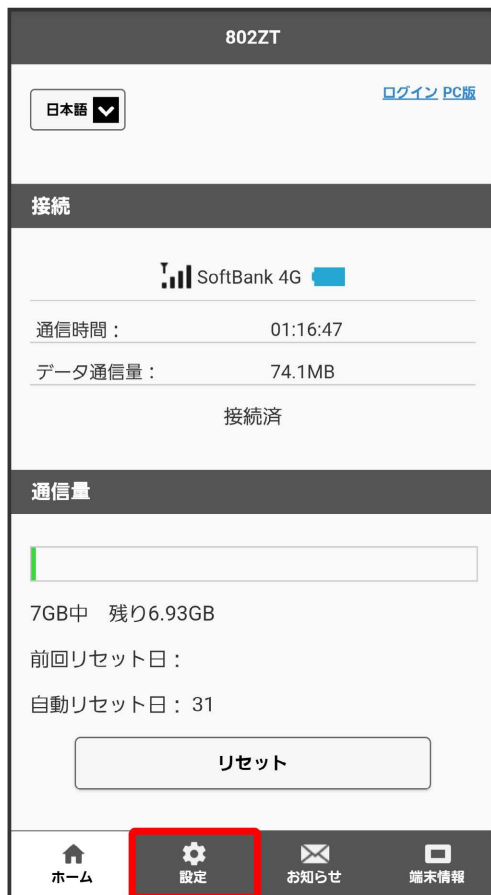 802ZT
日本語
ログイン PC版
接続
SoftBank 4G
通信時間： 01:16:47
データ通信量： 74.1MB
接続済
通信量
7GB中 残り6.93GB
前回リセット日：
自動リセット日： 31
リセット
ホーム 設定 お知らせ 端末情報